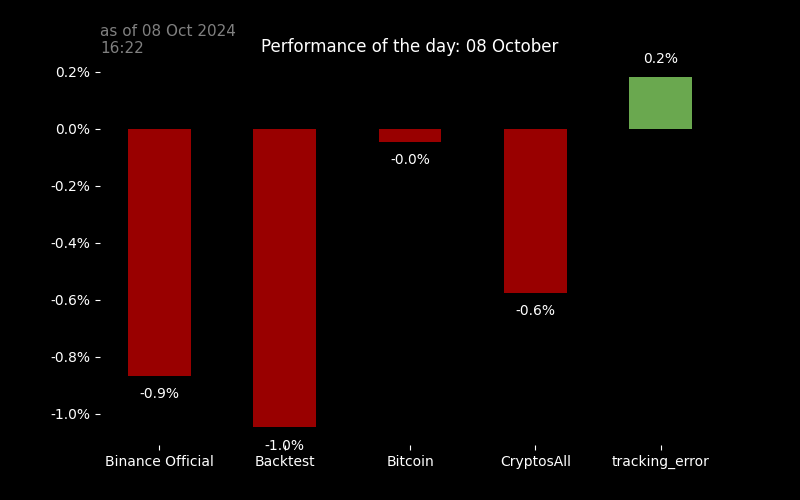 as of 08 Oct 2024
16:22
Performance of the day: 08 October
0.2%
0.2%
0.0%
-0.0%
-0.2%
-0.4%
-0.6%
-0.6%
-0.8%
-0.9%
-1.0%
-1.0%
Binance Official
Backtest
Bitcoin
CryptosAll
tracking_error